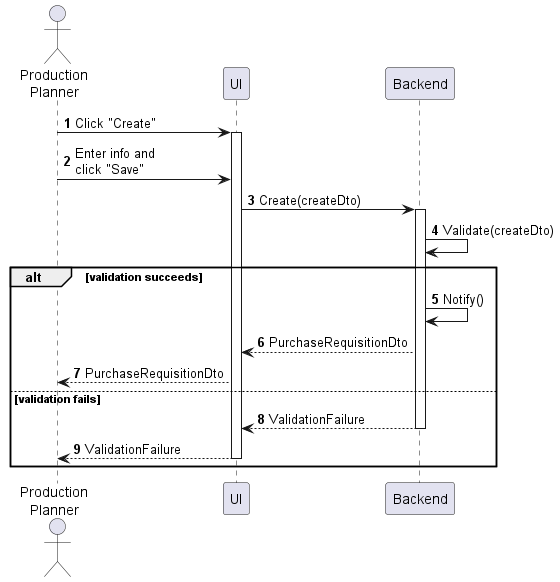 Production
Planner
UI
Backend
1 Click "Create"
2 Enter info and
click "Save"
3 Create(createDto)
4 Validate(createDto)
alt [validation succeeds]
5 Notify()
6 PurchaseRequisitionDto
7 PurchaseRequisitionDto
[validation fails]
8 ValidationFailure
9 ValidationFailure
Production
Planner
UI
Backend